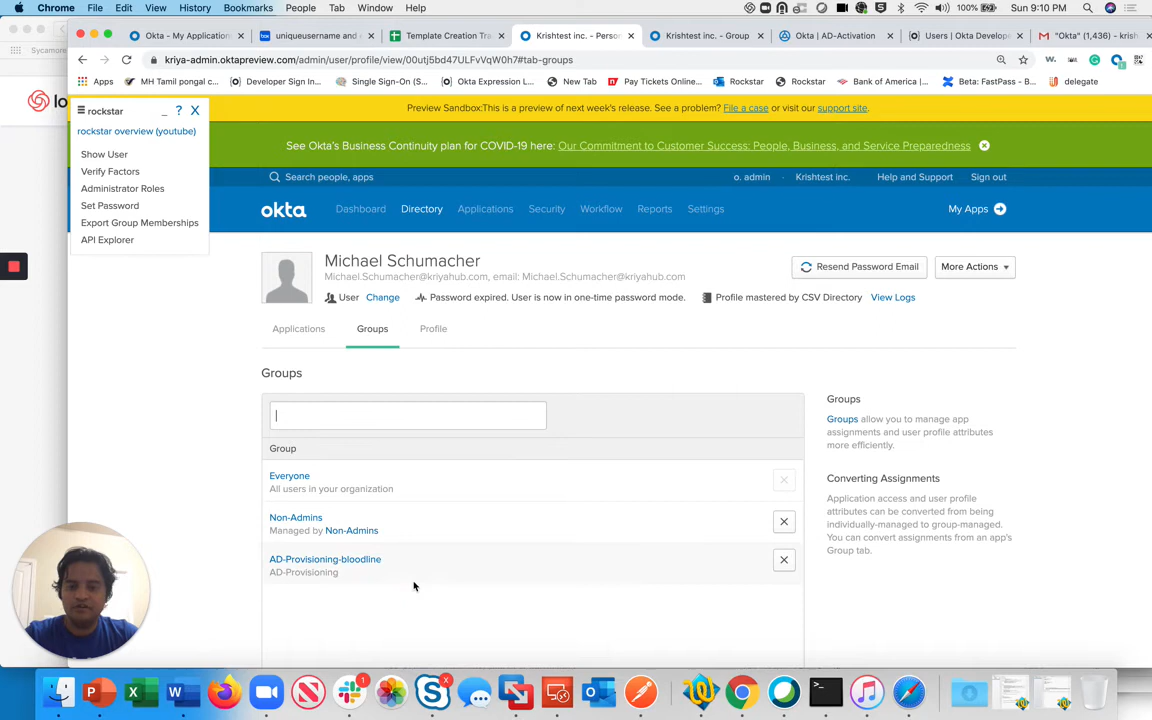 Chrome File Edit View History Bookmarks People Tab Window Help 100% Sun 9:10 PM
Okta - My Application
uniqueusername and
Template Creation Tra
Krishtest inc. - Perso
Krishtest inc. - Group
Okta | AD-Activation
Users | Okta Develop
"Okta" (1,436) - krish
kriya-admin.oktapreview.com/admin/user/profile/view/00utj5bd47ULFvVqW0h7#tab-groups
Apps MH Tamil pongal c... Developer Sign In... Single Sign-On (S... Okta Expression L... New Tab Pay Tickets Online... Rockstar Rockstar Bank of America |... Beta: FastPass - B... delegate
Sycamore
lo
rockstar _ ? X
rockstar overview (youtube)
Show User
Verify Factors
Administrator Roles
Set Password
Export Group Memberships
API Explorer
Preview Sandbox:This is a preview of next week's release. See a problem? File a case or visit our support site.
See Okta's Business Continuity plan for COVID-19 here: Our Commitment to Customer Success: People, Business, and Service Preparedness
Search people, apps
o. admin Krishtest inc. Help and Support Sign out
okta Dashboard Directory Applications Security Workflow Reports Settings My Apps
Michael Schumacher
Michael.Schumacher@kriyahub.com, email: Michael.Schumacher@kriyahub.com
Resend Password Email
More Actions
User Change Password expired. User is now in one-time password mode. Profile mastered by CSV Directory View Logs
Applications Groups Profile
Groups
Group
Everyone
All users in your organization
Non-Admins
Managed by Non-Admins
AD-Provisioning-bloodline
AD-Provisioning
Groups
Groups allow you to manage app
assignments and user profile attributes
more efficiently.
Converting Assignments
Application access and user profile
attributes can be converted from being
individually-managed to group-managed.
You can convert assignments from an app's
Group tab.